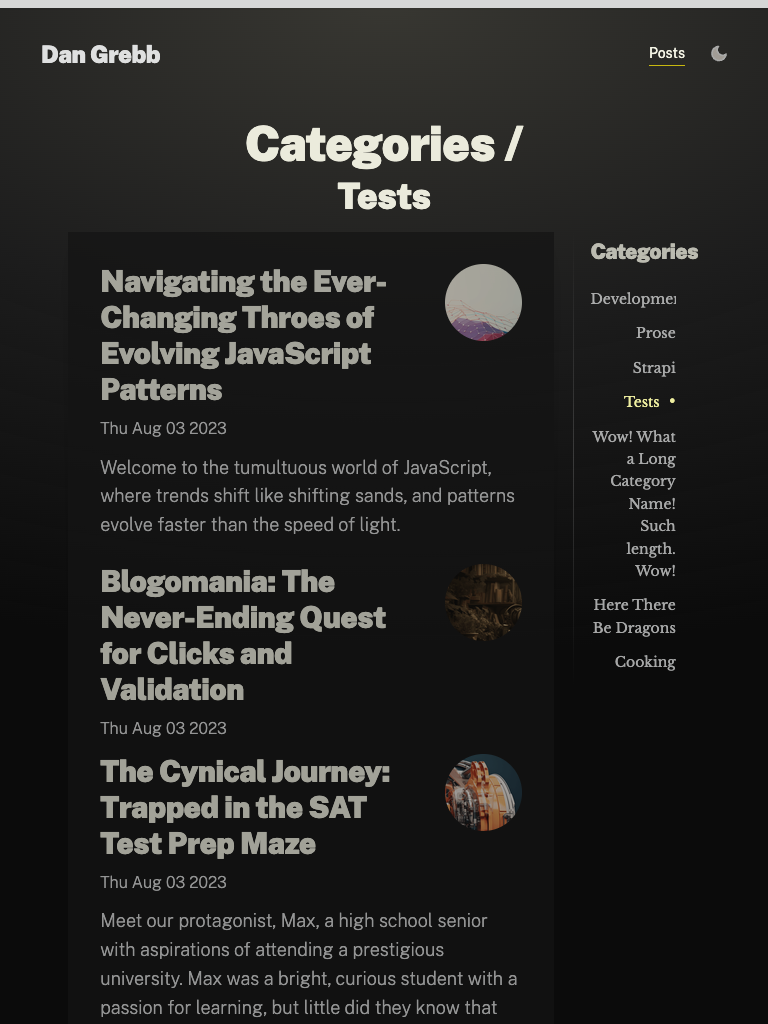 Dan Grebb
Posts
Categories /
Tests
Navigating the Ever-
Changing Throes of
Evolving JavaScript
Patterns
Thu Aug 03 2023
Welcome to the tumultuous world of JavaScript,
where trends shift like shifting sands, and patterns
evolve faster than the speed of light.
Blogomania: The
Never-Ending Quest
for Clicks and
Validation
Thu Aug 03 2023
The Cynical Journey:
Trapped in the SAT
Test Prep Maze
Thu Aug 03 2023
Meet our protagonist, Max, a high school senior
with aspirations of attending a prestigious
university. Max was a bright, curious student with a
passion for learning, but little did they know that
Categories
Prose
Strapi
Tests •
Wow! What
a Long
Category
Name!
Such
length.
Wow!
Here There
Be Dragons
Cooking